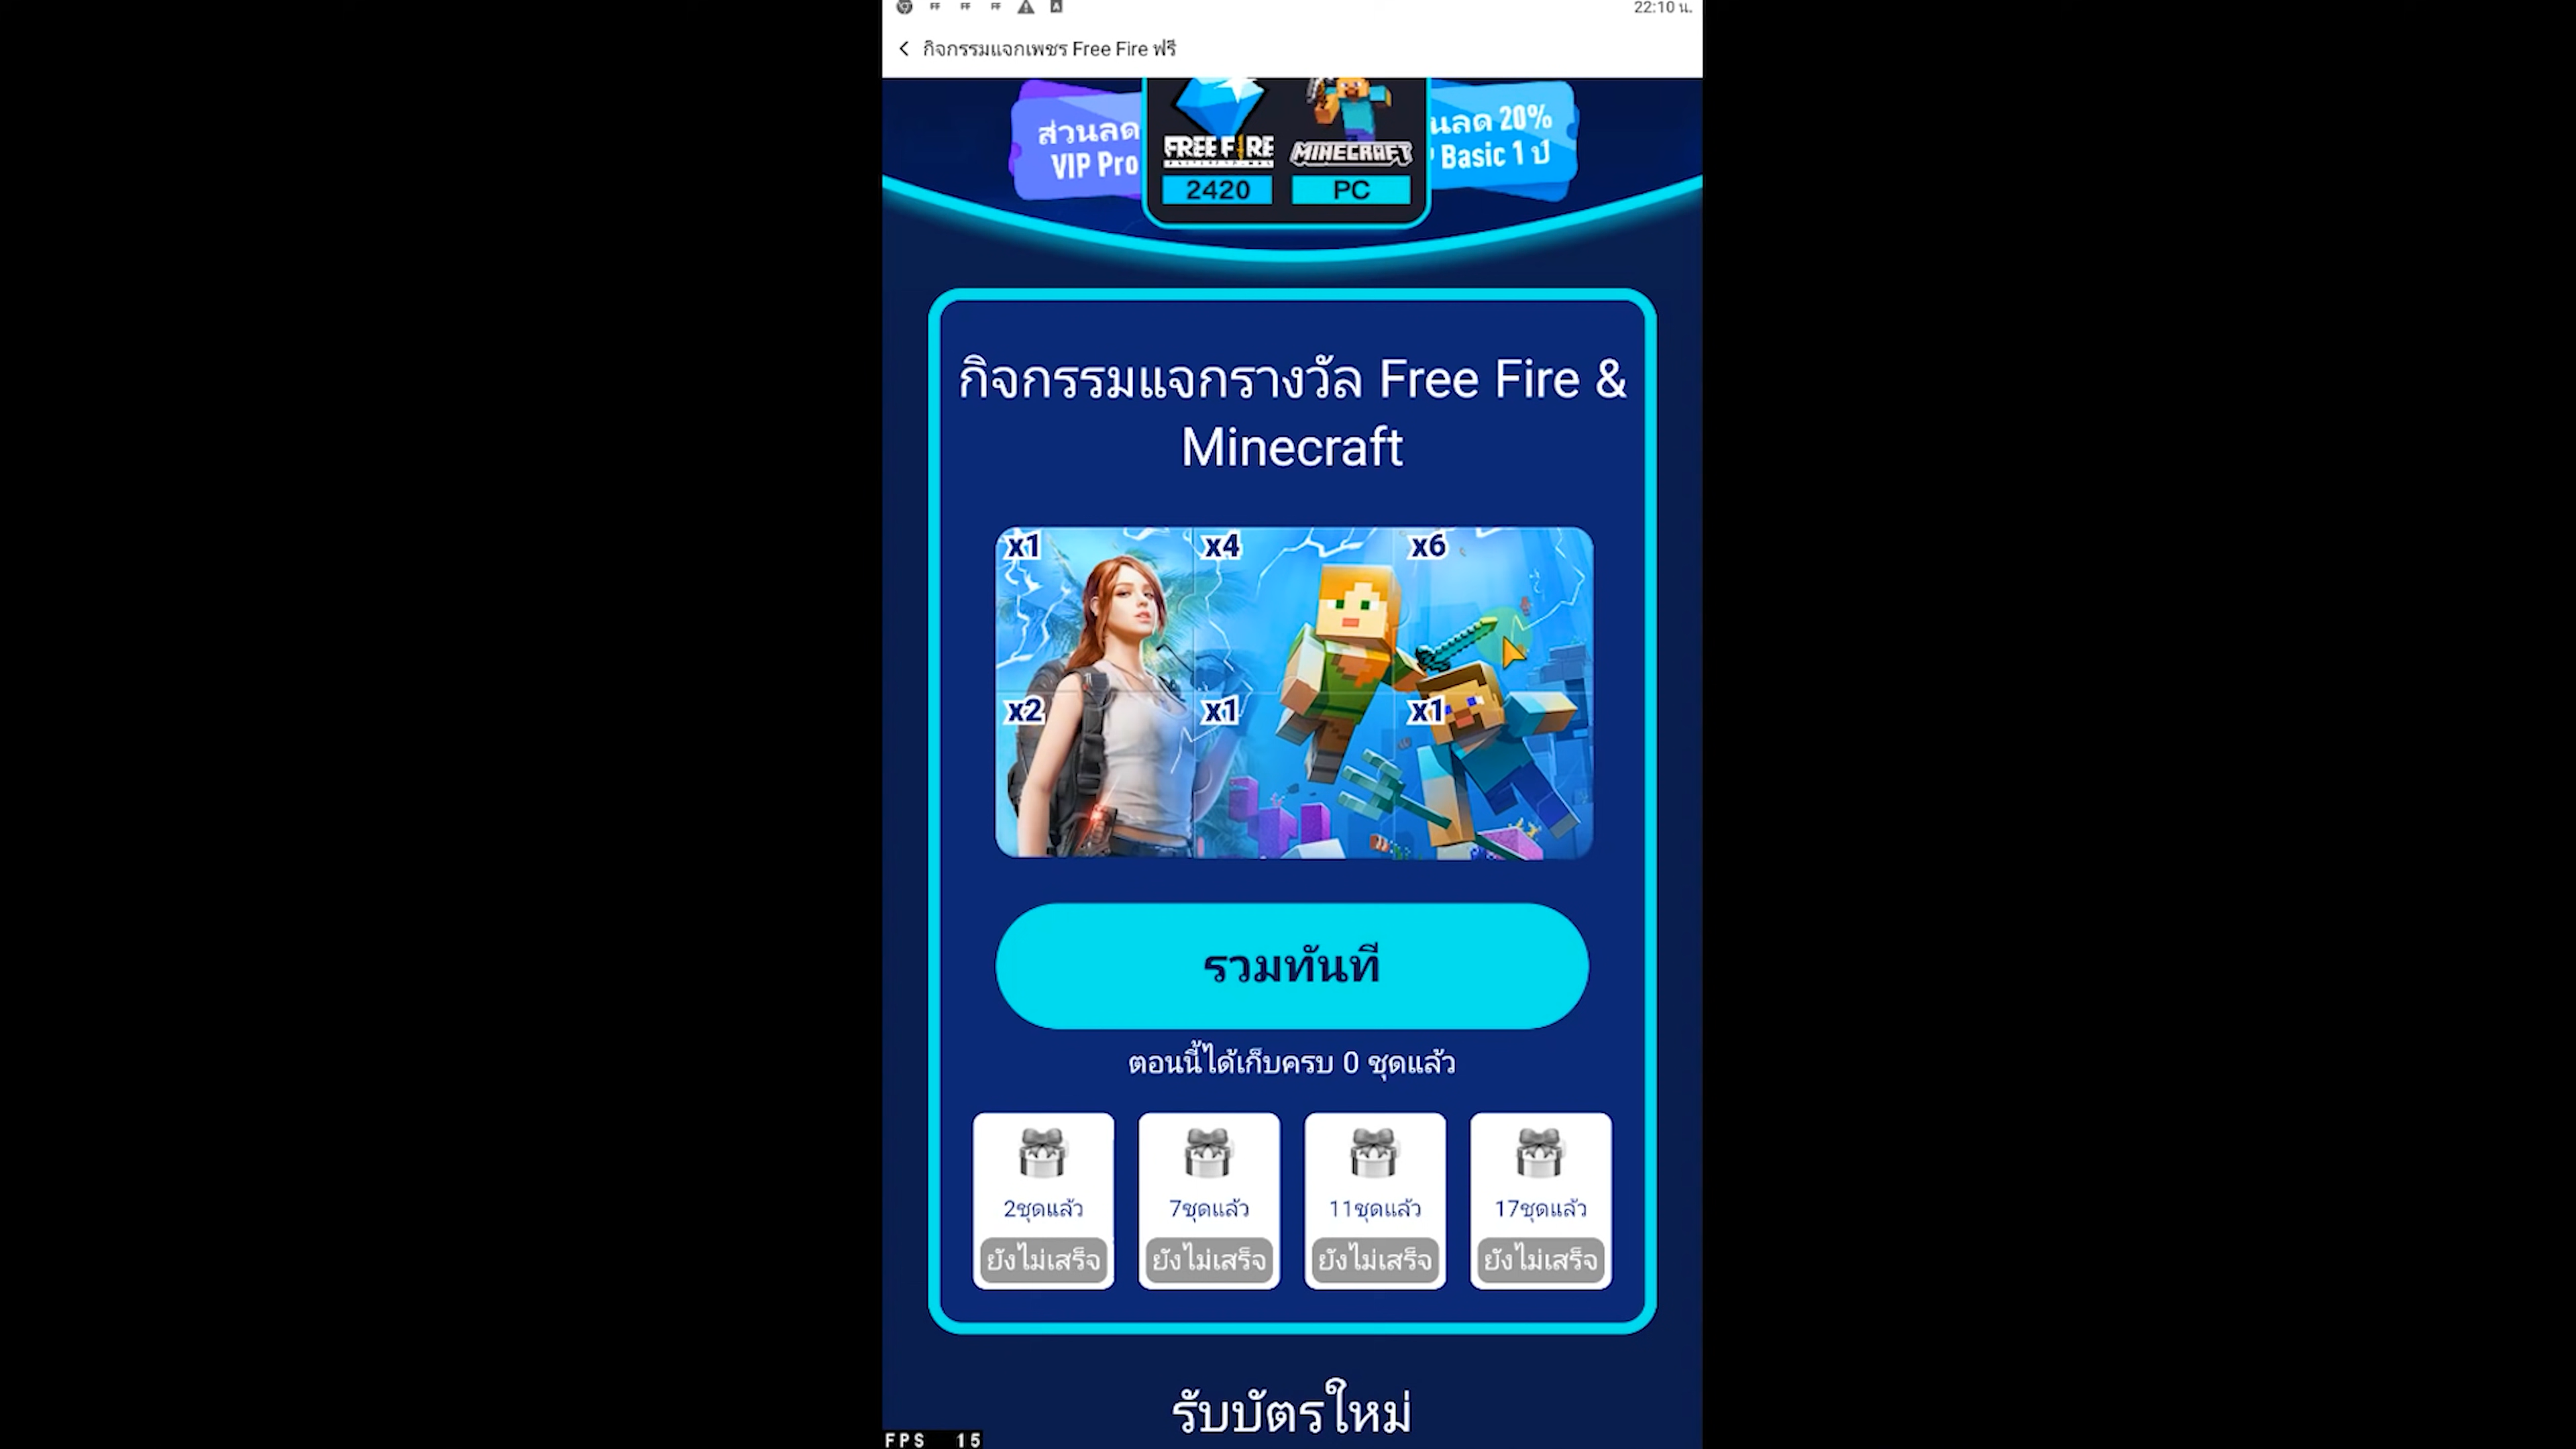 22:10 น.
กิจกรรมแจกเพชร Free Fire ฟรี
ส่วนลด
VIP Pro
FREE FIRE
2420
MINECRAFT
PC
นลด 20%
Basic 1 ปี
กิจกรรมแจกรางวัล Free Fire &
Minecraft
x1 x4 x6
x2 x1 x1
รวมทันที
ตอนนี้ได้เก็บครบ 0 ชุดแล้ว
2ชุดแล้ว 7ชุดแล้ว 11ชุดแล้ว 17ชุดแล้ว
ยังไม่เสร็จ ยังไม่เสร็จ ยังไม่เสร็จ ยังไม่เสร็จ
รับบัตรใหม่
FPS 15